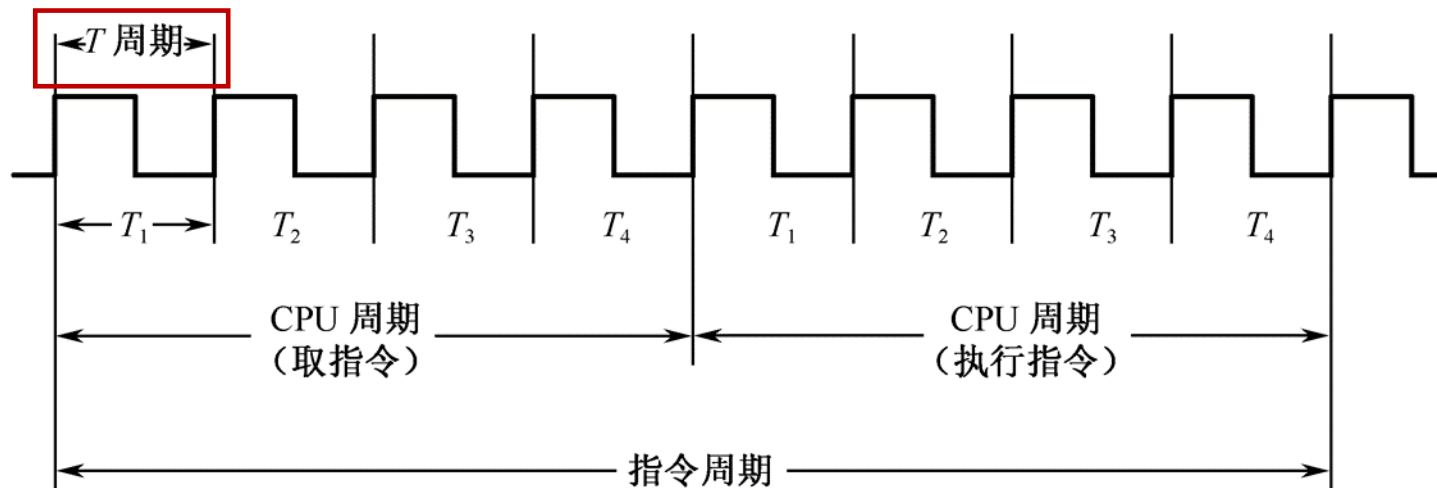 T 周期
T₁ T₂ T₃ T₄ T₁ T₂ T₃ T₄
CPU 周期
（取指令）
CPU 周期
（执行指令）
指令周期